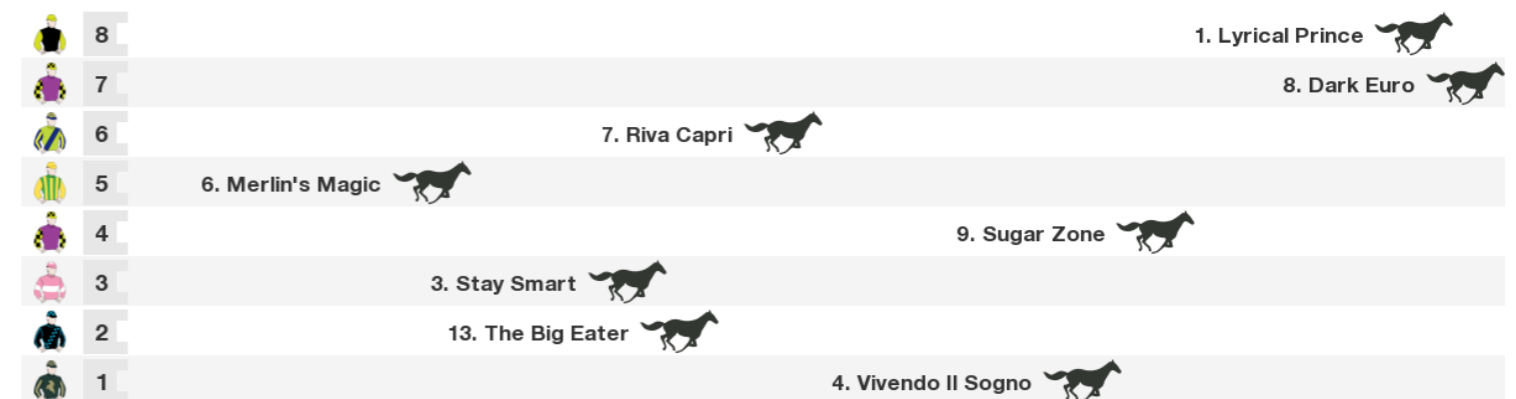 8 1. Lyrical Prince
7 8. Dark Euro
6 7. Riva Capri
5 6. Merlin's Magic
4 9. Sugar Zone
3 3. Stay Smart
2 13. The Big Eater
1 4. Vivendo Il Sogno